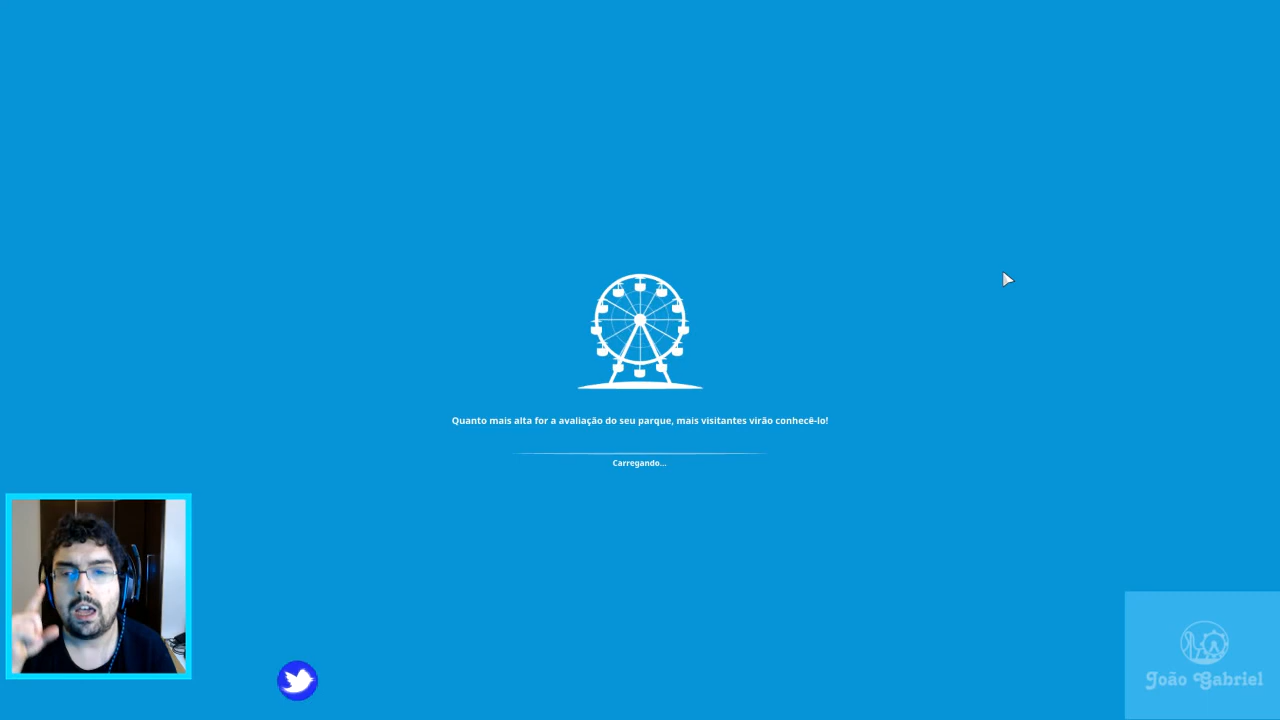 Quanto mais alta for a avaliação do seu parque, mais visitantes virão conhecê-lo!
Carregando...
João Gabriel